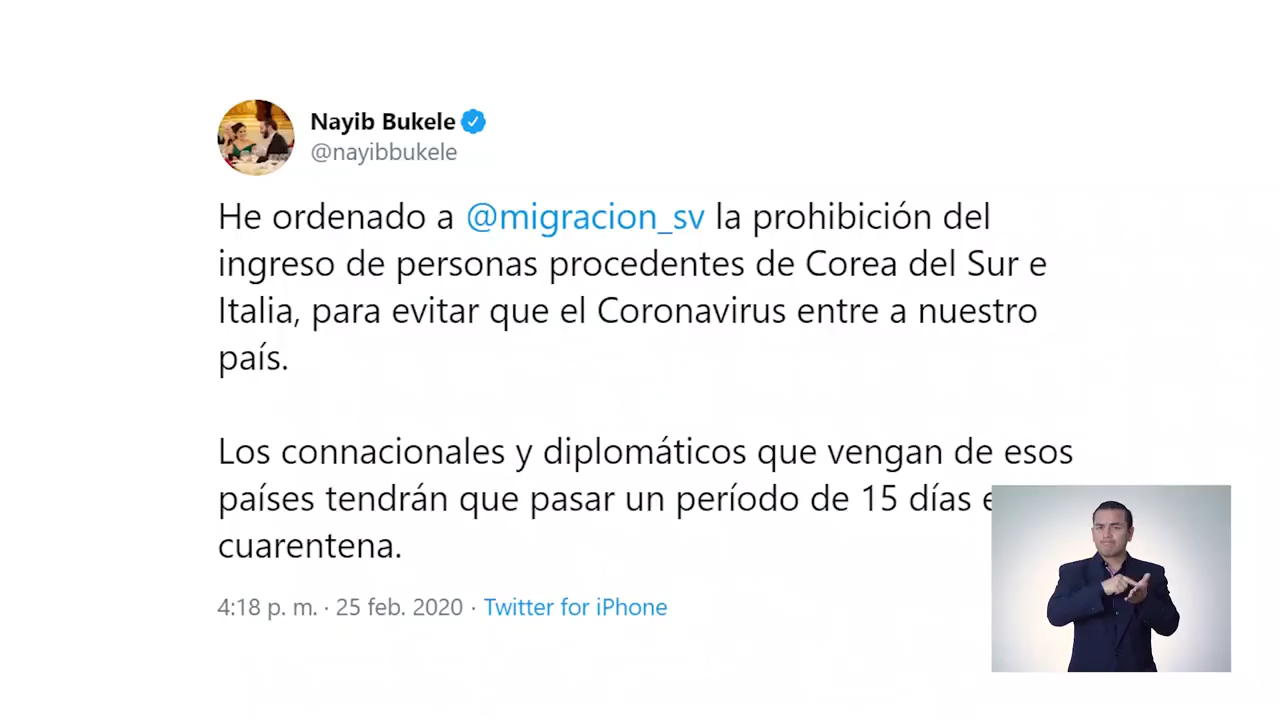 Nayib Bukele
@nayibbukele
He ordenado a @migracion_sv la prohibición del
ingreso de personas procedentes de Corea del Sur e
Italia, para evitar que el Coronavirus entre a nuestro
país.
Los connacionales y diplomáticos que vengan de esos
países tendrán que pasar un período de 15 días
cuarentena.
4:18 p. m. · 25 feb. 2020 · Twitter for iPhone